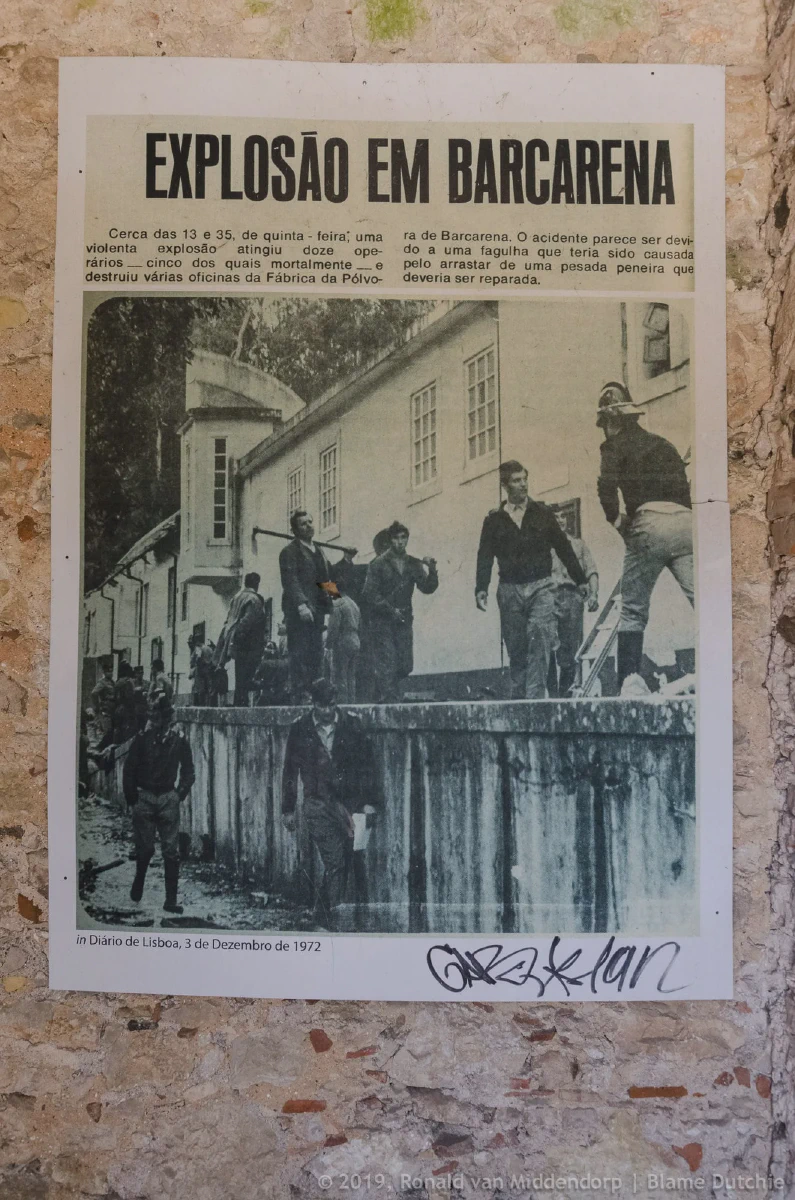 EXPLOSÃO EM BARCARENA
Cerca das 13 e 35, de quinta - feira, uma
violenta explosão atingiu doze ope-
rários — cinco dos quais mortalmente — e
destruiu várias oficinas da Fábrica da Pólvo-
ra de Barcarena. O acidente parece ser devi-
do a uma fagulha que teria sido causada
pelo arrastar de uma pesada peneira que
deveria ser reparada.
in Diário de Lisboa, 3 de Dezembro de 1972
© 2019, Ronald van Middendorp | Blame Dutchie